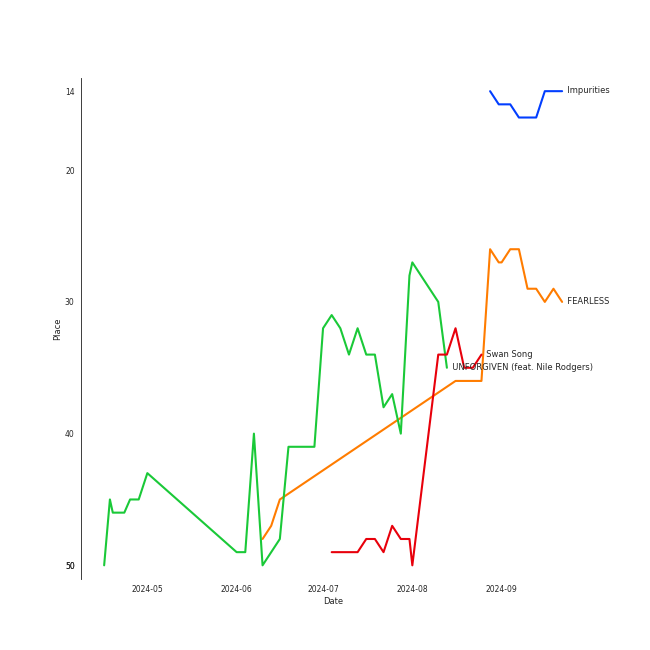 14
Impurities
20
Place
30
FEARLESS
Swan Song
UNFORGIVEN (feat. Nile Rodgers)
40
50
2024-05
2024-06
2024-07
2024-08
2024-09
Date